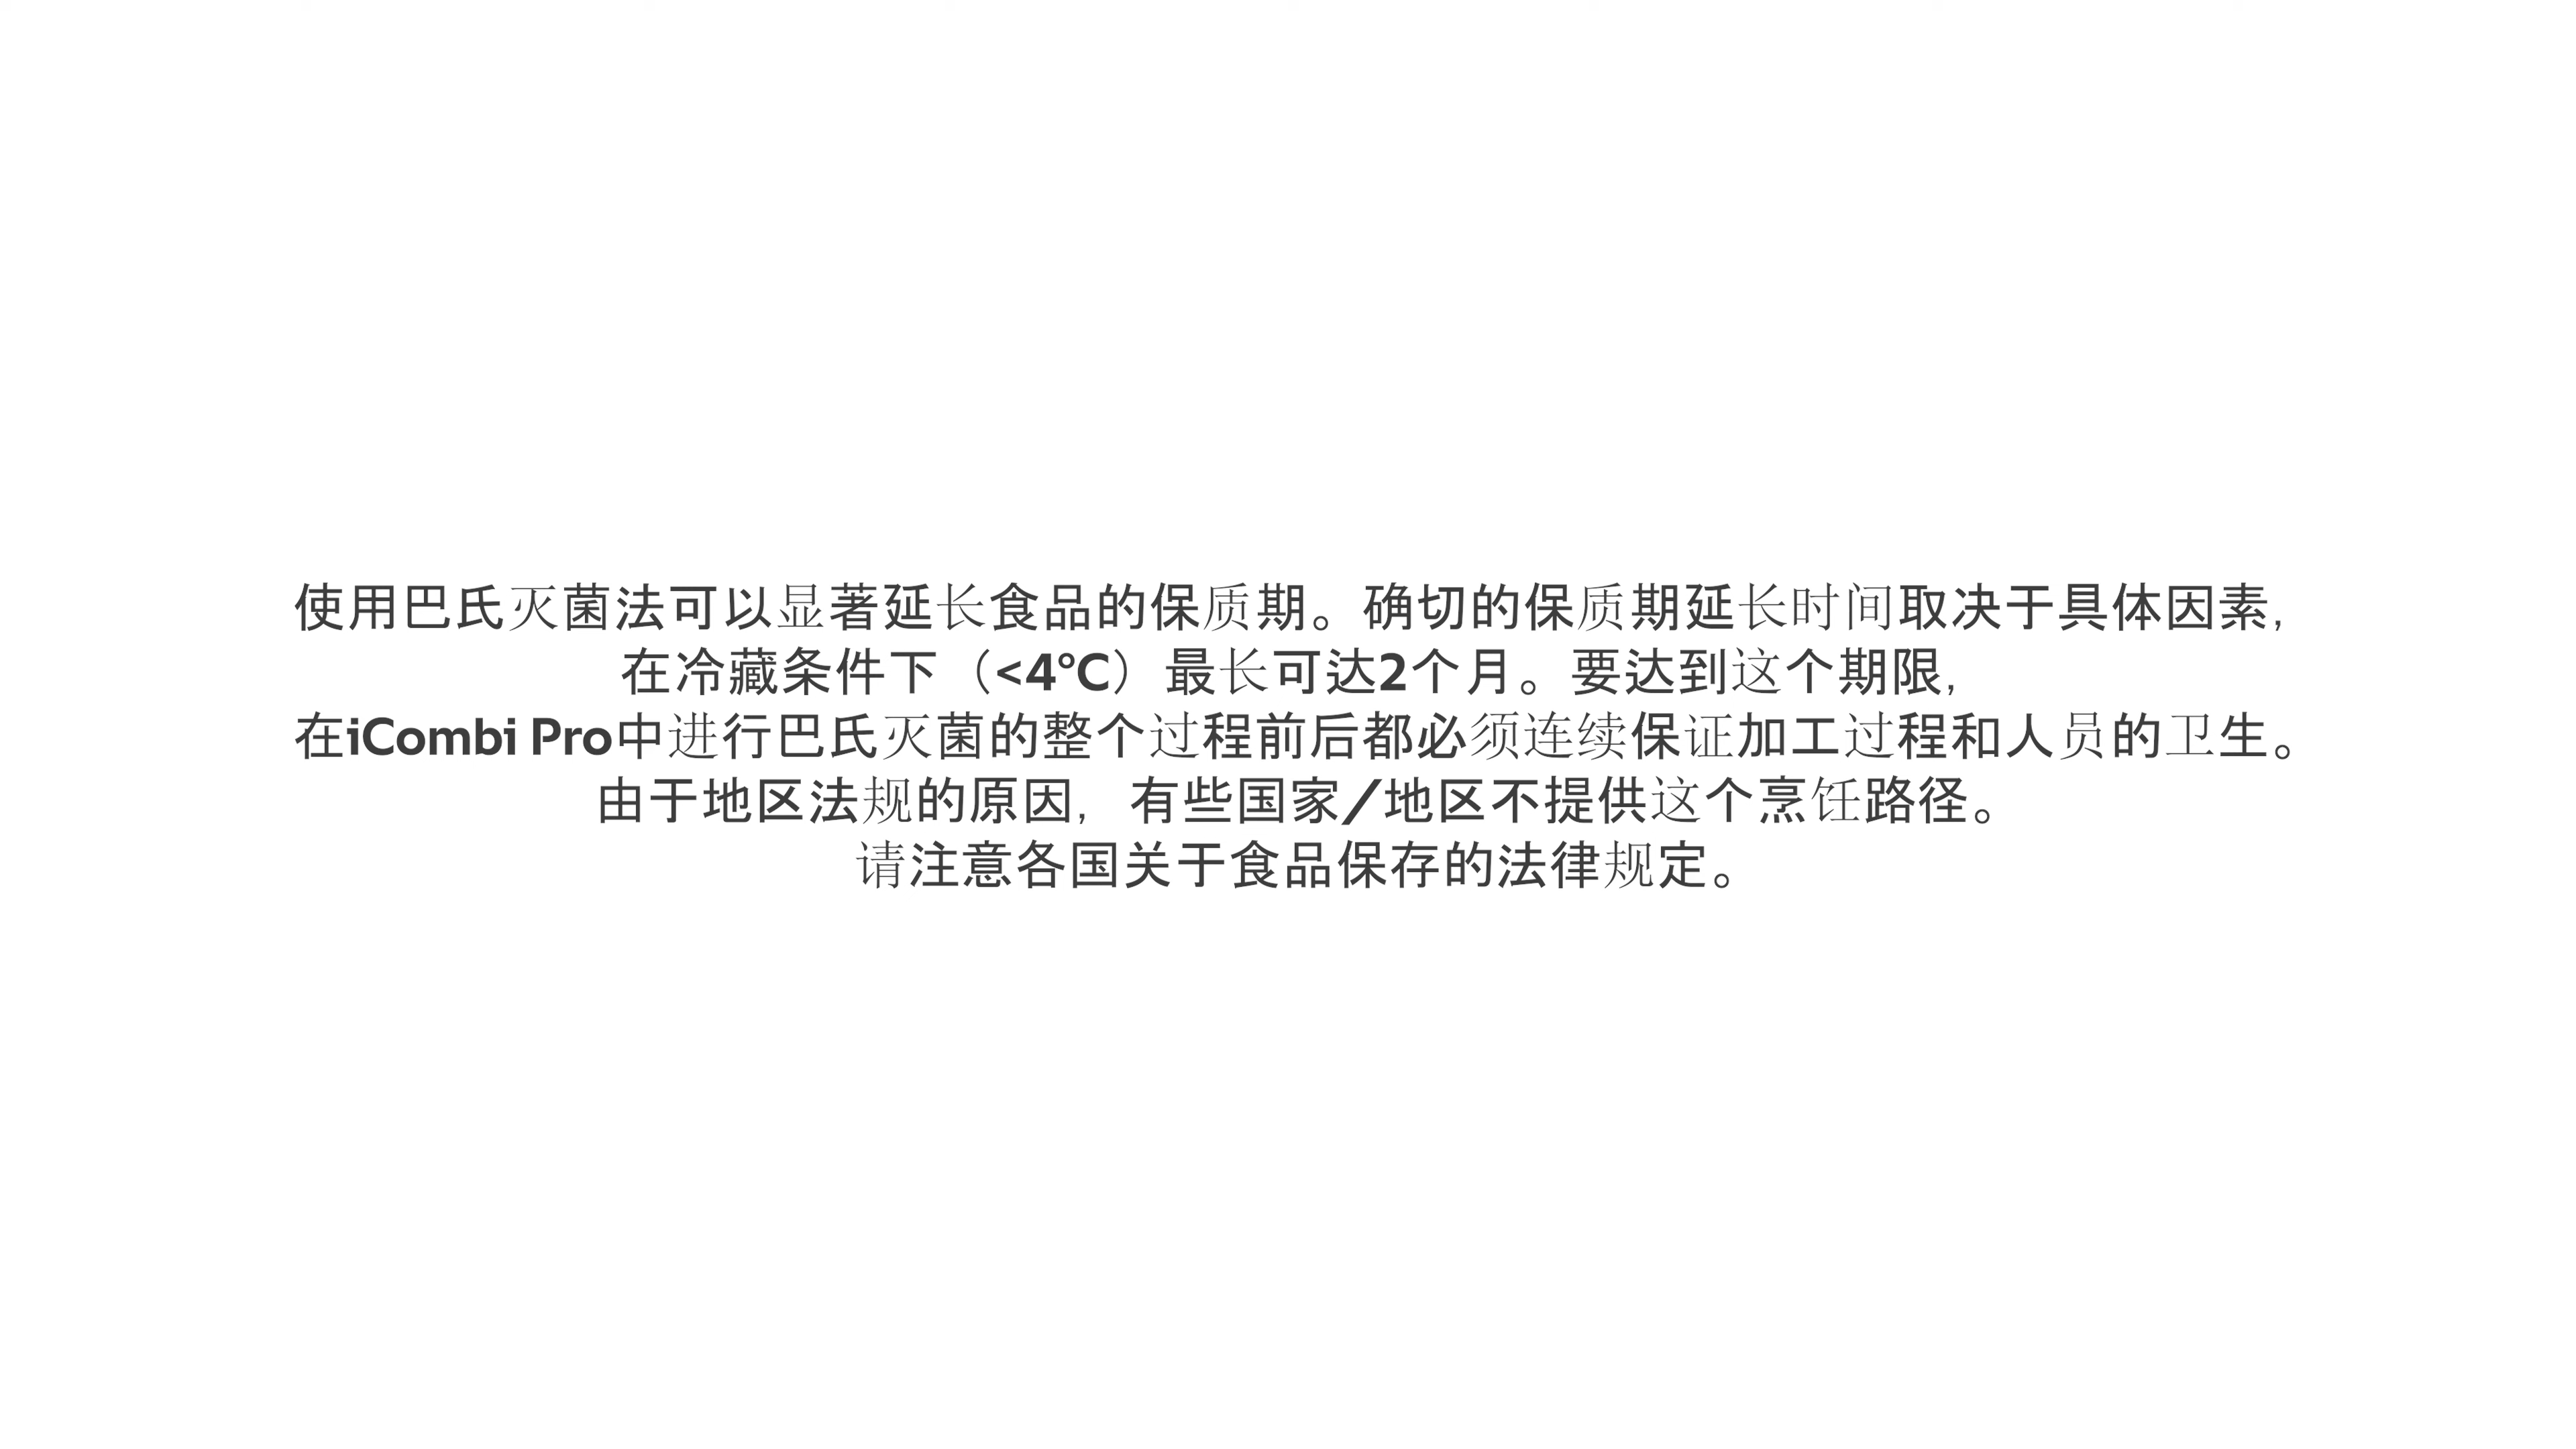 使用巴氏灭菌法可以显著延长食品的保质期。确切的保质期延长时间取决于具体因素,
在冷藏条件下（<4°C）最长可达2个月。要达到这个期限,
在iCombi Pro中进行巴氏灭菌的整个过程前后都必须连续保证加工过程和人员的卫生。
由于地区法规的原因，有些国家/地区不提供这个烹饪路径。
请注意各国关于食品保存的法律规定。